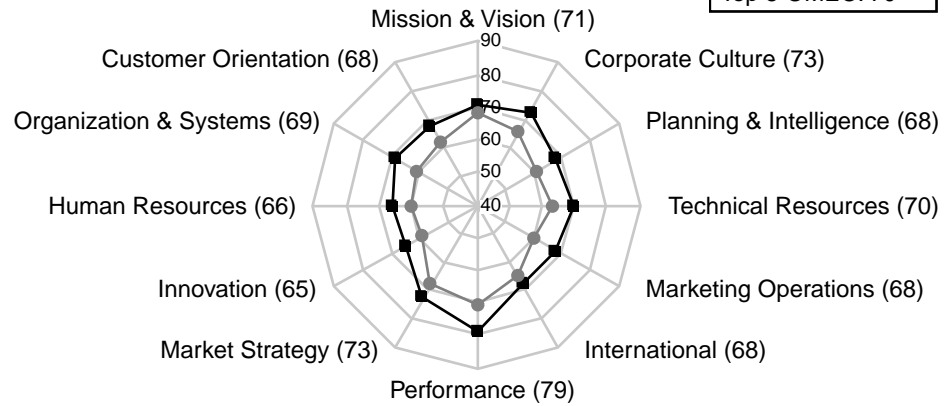 Mission & Vision (71)
Customer Orientation (68)
Corporate Culture (73)
Organization & Systems (69)
Planning & Intelligence (68)
Human Resources (66)
Technical Resources (70)
Innovation (65)
Marketing Operations (68)
Market Strategy (73)
International (68)
Performance (79)
90
80
70
60
50
40